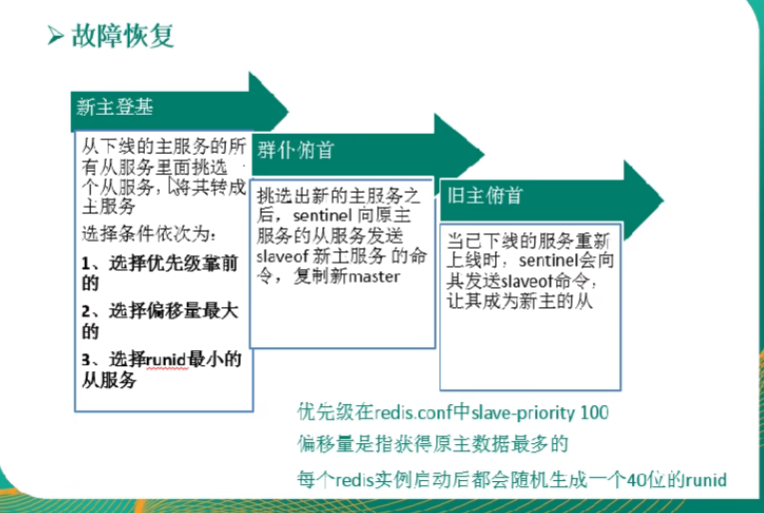 ➢ 故障恢复
新主登基
从下线的主服务的所
有从服务里面挑选一
个从服务，将其转成
主服务
选择条件依次为：
1、选择优先级靠前
的
2、选择偏移量最大
的
3、选择runid最小的
从服务
群仆俯首
挑选出新的主服务之
后，sentinel 向原主
服务的从服务发送
slaveof 新主服务 的命
令，复制新master
旧主俯首
当已下线的服务重新
上线时，sentinel会向
其发送slaveof命令，
让其成为新主的从
优先级在redis.conf中slave-priority 100
偏移量是指获得原主数据最多的
每个redis实例启动后都会随机生成一个40位的runid